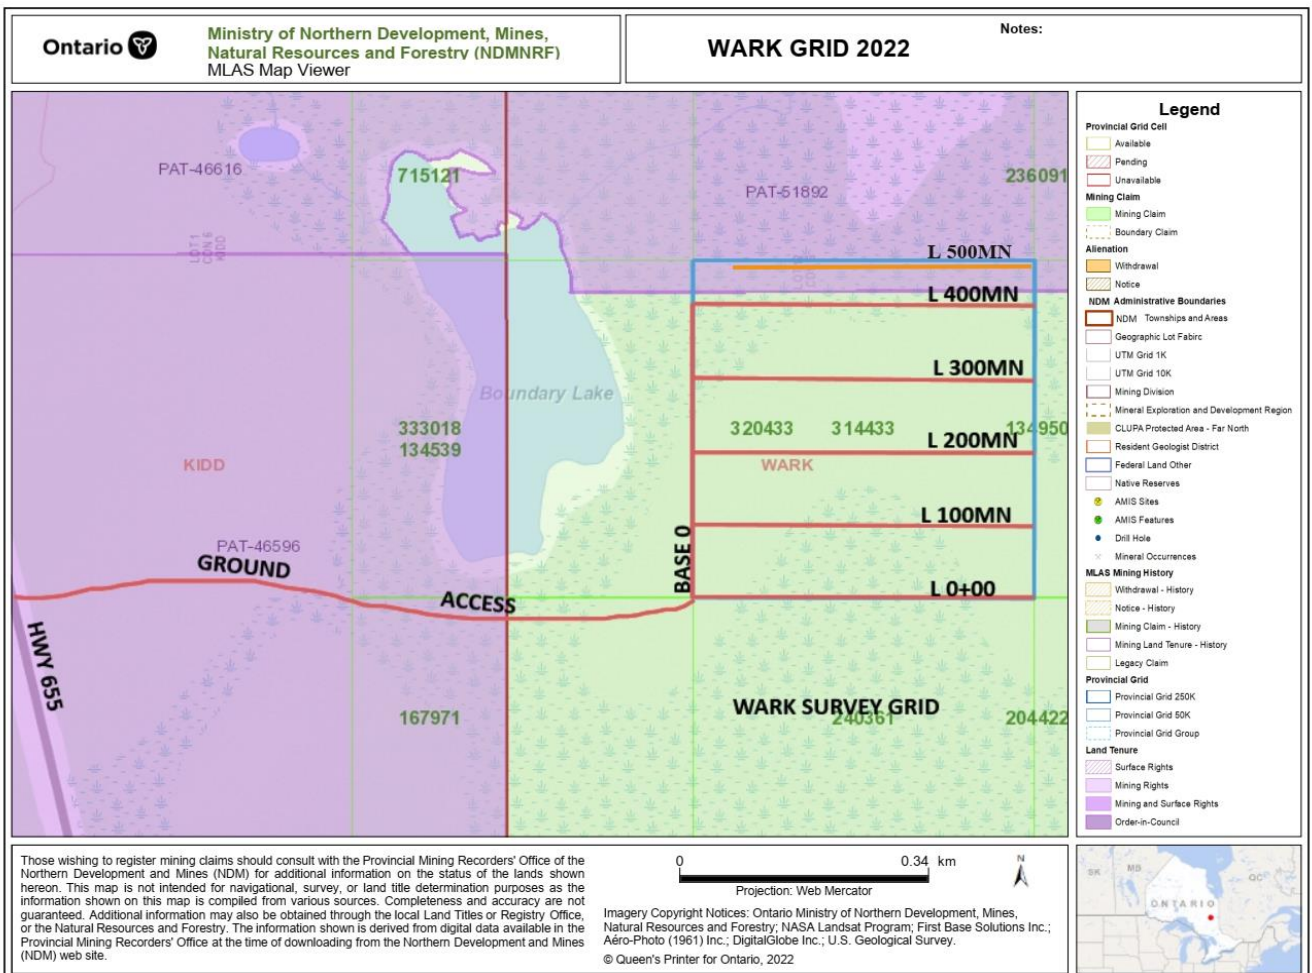 Ontario
Ministry of Northern Development, Mines,
Natural Resources and Forestry (NDMNRF)
MLAS Map Viewer
WARK GRID 2022
Notes:
PAT-46616
715121
PAT-51892
236091
LOT 1
CON 6
KIDD
L 500MN
L 400MN
L 300MN
Boundary Lake
333018
134539
320433
314433
134950
L 200MN
KIDD
WARK
L 100MN
PAT-46596
GROUND
BASE 0
ACCESS
L 0+00
HWY 655
WARK SURVEY GRID
167971
240361
204422
Legend
Provincial Grid Cell
Available
Pending
Unavailable
Mining Claim
Mining Claim
Boundary Claim
Alienation
Withdrawal
Notice
NDM Administrative Boundaries
NDM Townships and Areas
Geographic Lot Fabirc
UTM Grid 1K
UTM Grid 10K
Mining Division
Mineral Exploration and Development Region
CLUPA Protected Area - Far North
Resident Geologist District
Federal Land Other
Native Reserves
AMIS Sites
AMIS Features
Drill Hole
Mineral Occurrences
MLAS Mining History
Withdrawal - History
Notice - History
Mining Claim - History
Mining Land Tenure - History
Legacy Claim
Provincial Grid
Provincial Grid 250K
Provincial Grid 50K
Provincial Grid Group
Land Tenure
Surface Rights
Mining Rights
Mining and Surface Rights
Order-in-Council
Those wishing to register mining claims should consult with the Provincial Mining Recorders' Office of the
Northern Development and Mines (NDM) for additional information on the status of the lands shown
hereon. This map is not intended for navigational, survey, or land title determination purposes as the
information shown on this map is compiled from various sources. Completeness and accuracy are not
guaranteed. Additional information may also be obtained through the local Land Titles or Registry Office,
or the Natural Resources and Forestry. The information shown is derived from digital data available in the
Provincial Mining Recorders' Office at the time of downloading from the Northern Development and Mines
(NDM) web site.
0 0.34 km
Projection: Web Mercator
N
Imagery Copyright Notices: Ontario Ministry of Northern Development, Mines,
Natural Resources and Forestry; NASA Landsat Program; First Base Solutions Inc.;
Aéro-Photo (1961) Inc.; DigitalGlobe Inc.; U.S. Geological Survey.
© Queen's Printer for Ontario, 2022
SK
MB
QC
ONTARIO